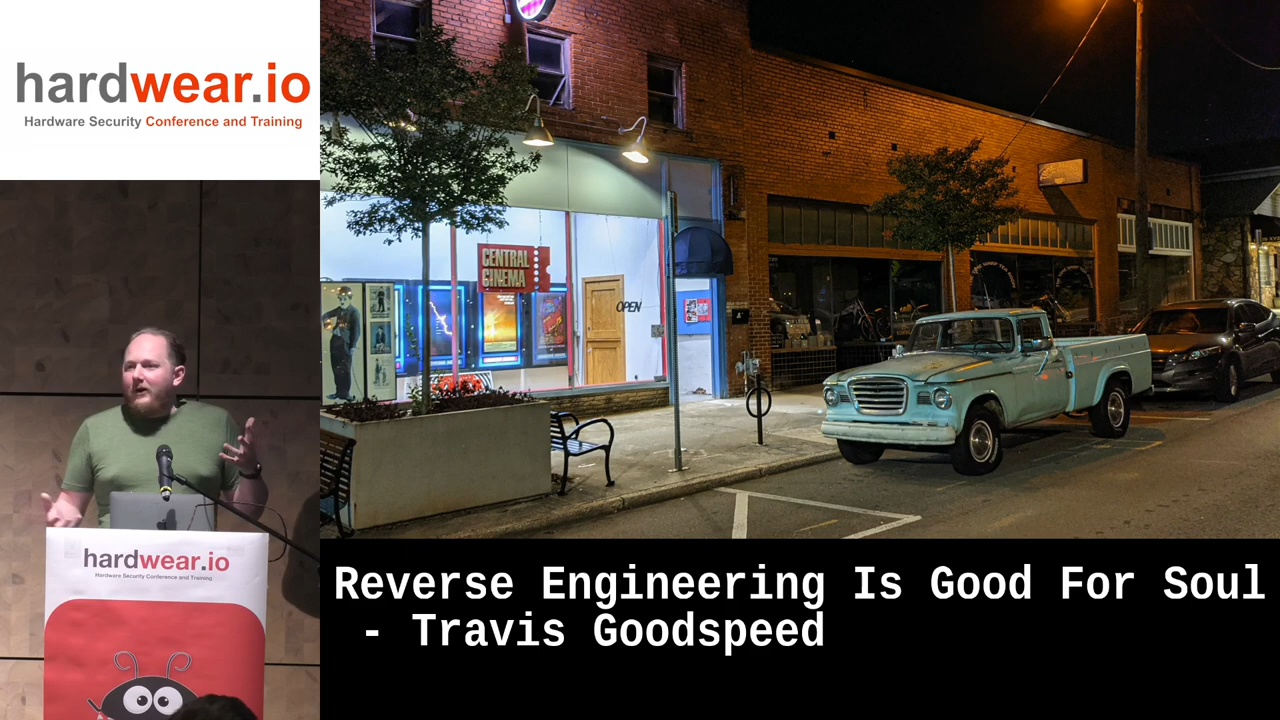 hardwear.io
Hardware Security Conference and Training
CENTRAL
CINEMA
OPEN
hardwear.io
Hardware Security Conference and Training
Reverse Engineering Is Good For Soul
- Travis Goodspeed